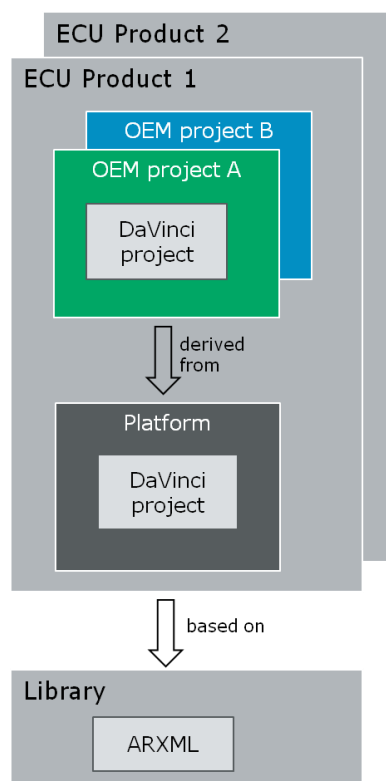 ECU Product 2
ECU Product 1
OEM project B
OEM project A
DaVinci
project
derived
from
Platform
DaVinci
project
based on
Library
ARXML